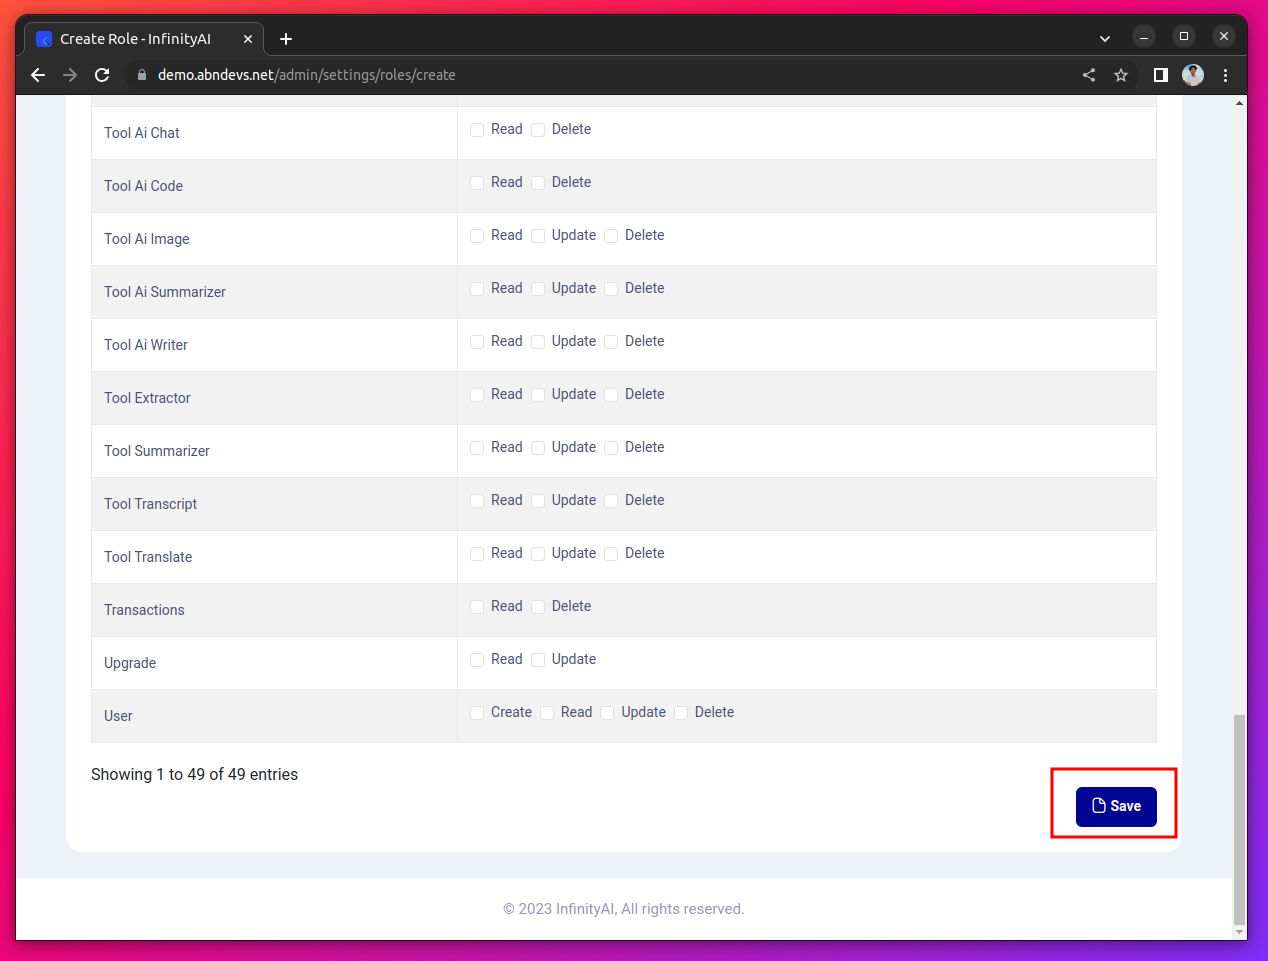 Create Role - InfinityAI
demo.abndevs.net/admin/settings/roles/create
Tool Ai Chat Read Delete
Tool Ai Code Read Delete
Tool Ai Image Read Update Delete
Tool Ai Summarizer Read Update Delete
Tool Ai Writer Read Update Delete
Tool Extractor Read Update Delete
Tool Summarizer Read Update Delete
Tool Transcript Read Update Delete
Tool Translate Read Update Delete
Transactions Read Delete
Upgrade Read Update
User Create Read Update Delete
Showing 1 to 49 of 49 entries
Save
© 2023 InfinityAI, All rights reserved.